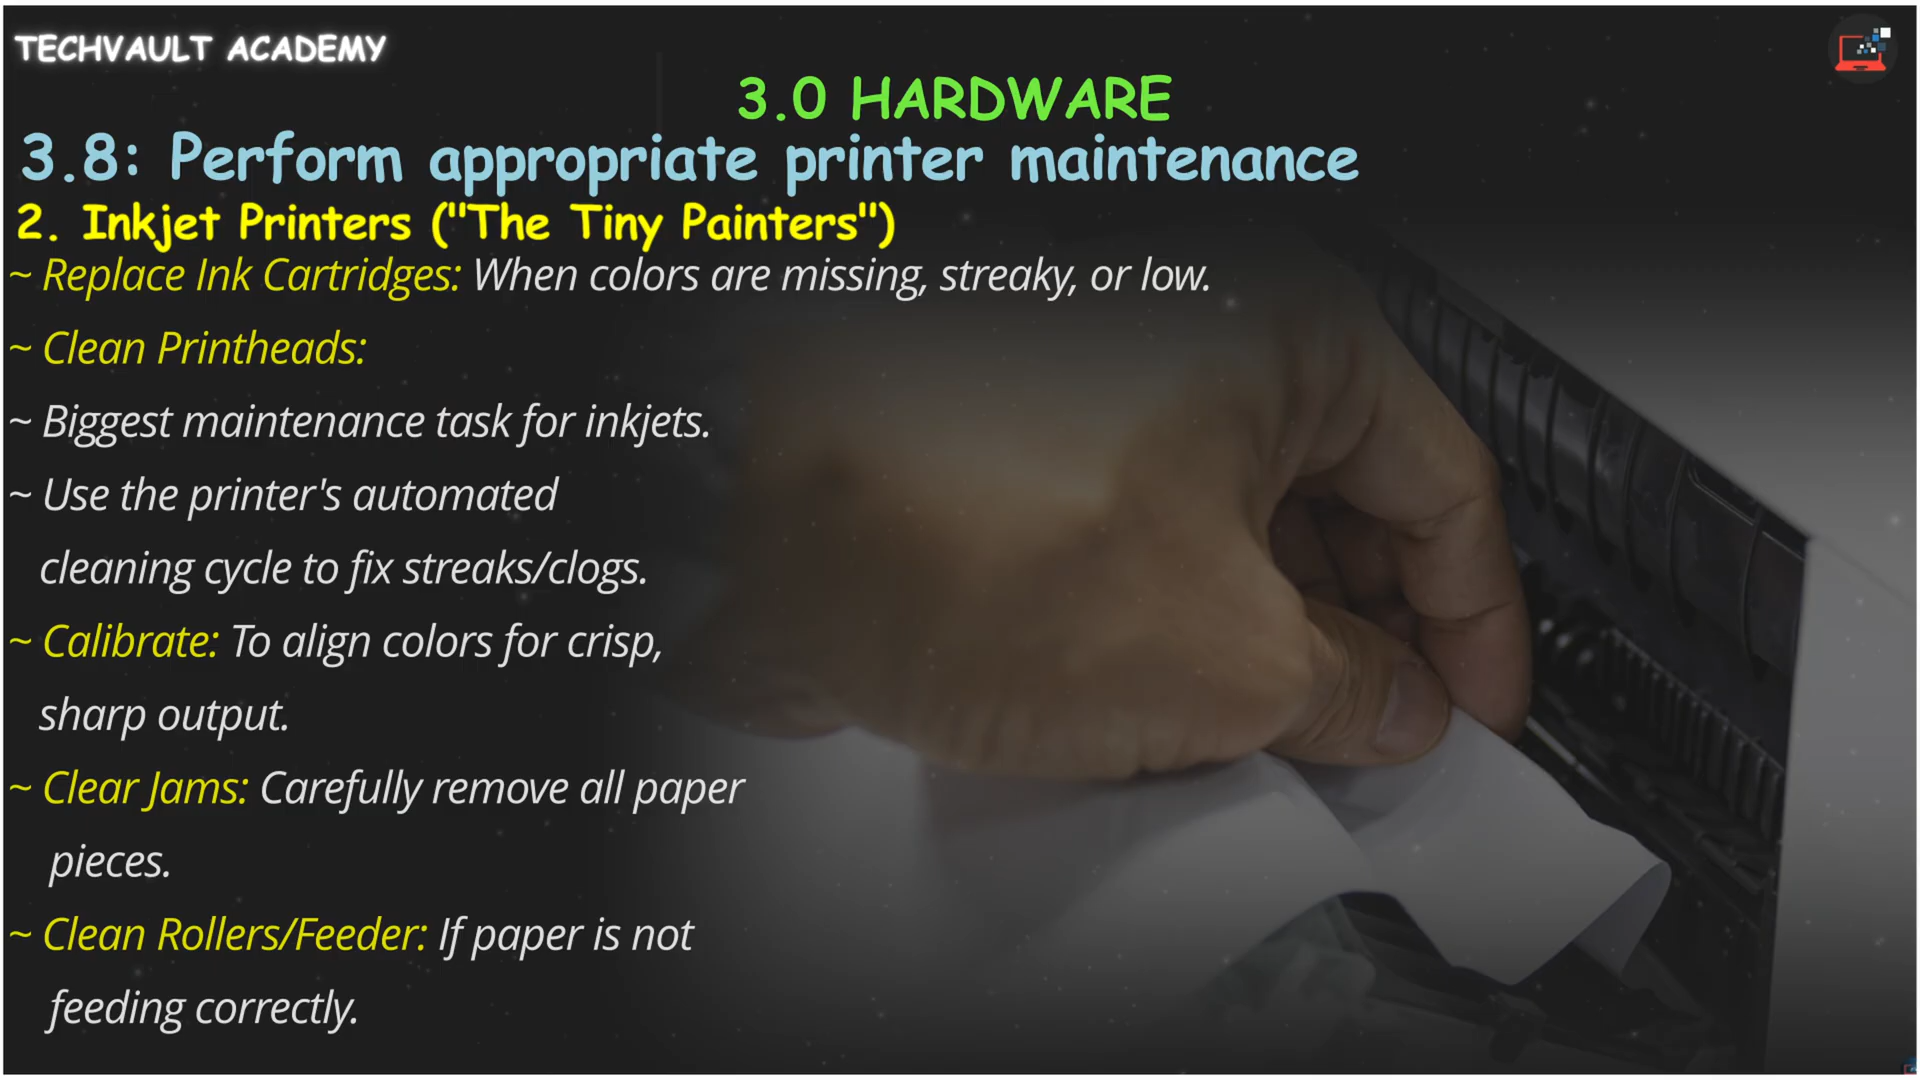 TECHVAULT ACADEMY
3.0 HARDWARE
3.8: Perform appropriate printer maintenance
2. Inkjet Printers ("The Tiny Painters")
~ Replace Ink Cartridges: When colors are missing, streaky, or low.
~ Clean Printheads:
~ Biggest maintenance task for inkjets.
~ Use the printer's automated
cleaning cycle to fix streaks/clogs.
~ Calibrate: To align colors for crisp,
sharp output.
~ Clear Jams: Carefully remove all paper
pieces.
~ Clean Rollers/Feeder: If paper is not
feeding correctly.